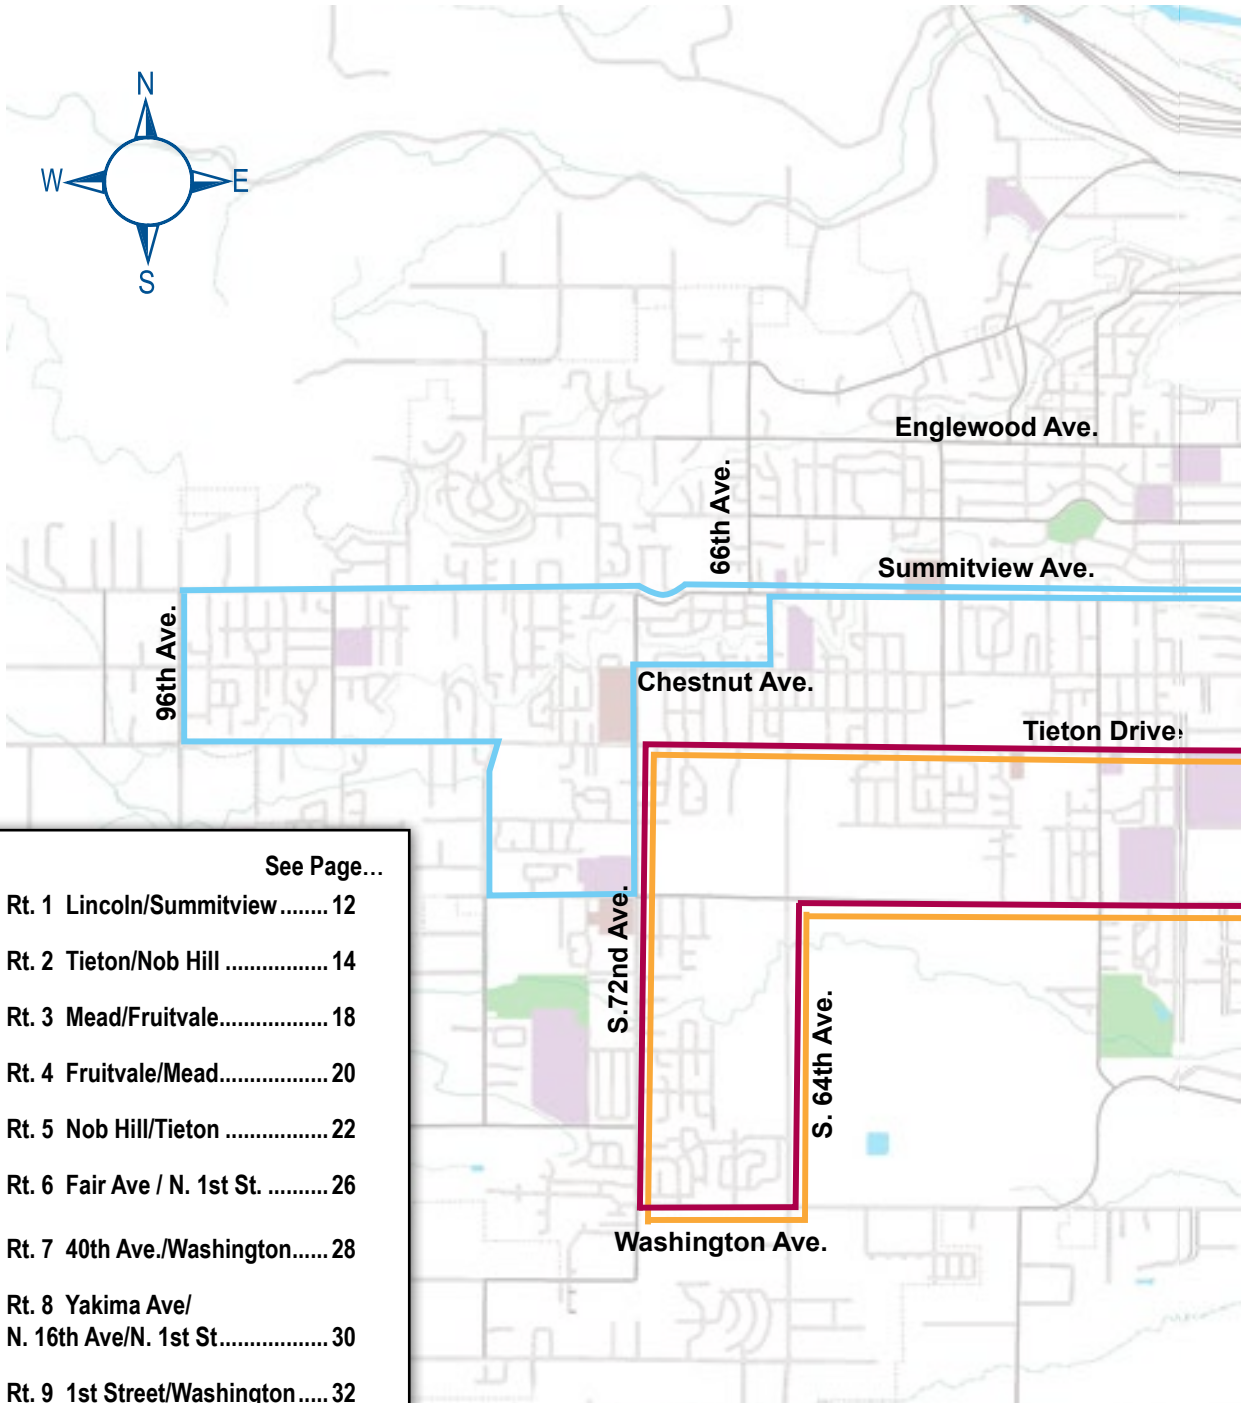 N
W E
S
Englewood Ave.
66th Ave.
Summitview Ave.
96th Ave.
Chestnut Ave.
Tieton Drive
S.72nd Ave.
S. 64th Ave.
Washington Ave.
See Page…
Rt. 1 Lincoln/Summitview ........ 12
Rt. 2 Tieton/Nob Hill ................. 14
Rt. 3 Mead/Fruitvale.................. 18
Rt. 4 Fruitvale/Mead.................. 20
Rt. 5 Nob Hill/Tieton ................. 22
Rt. 6 Fair Ave / N. 1st St. .......... 26
Rt. 7 40th Ave./Washington...... 28
Rt. 8 Yakima Ave/
N. 16th Ave/N. 1st St.................. 30
Rt. 9 1st Street/Washington ..... 32